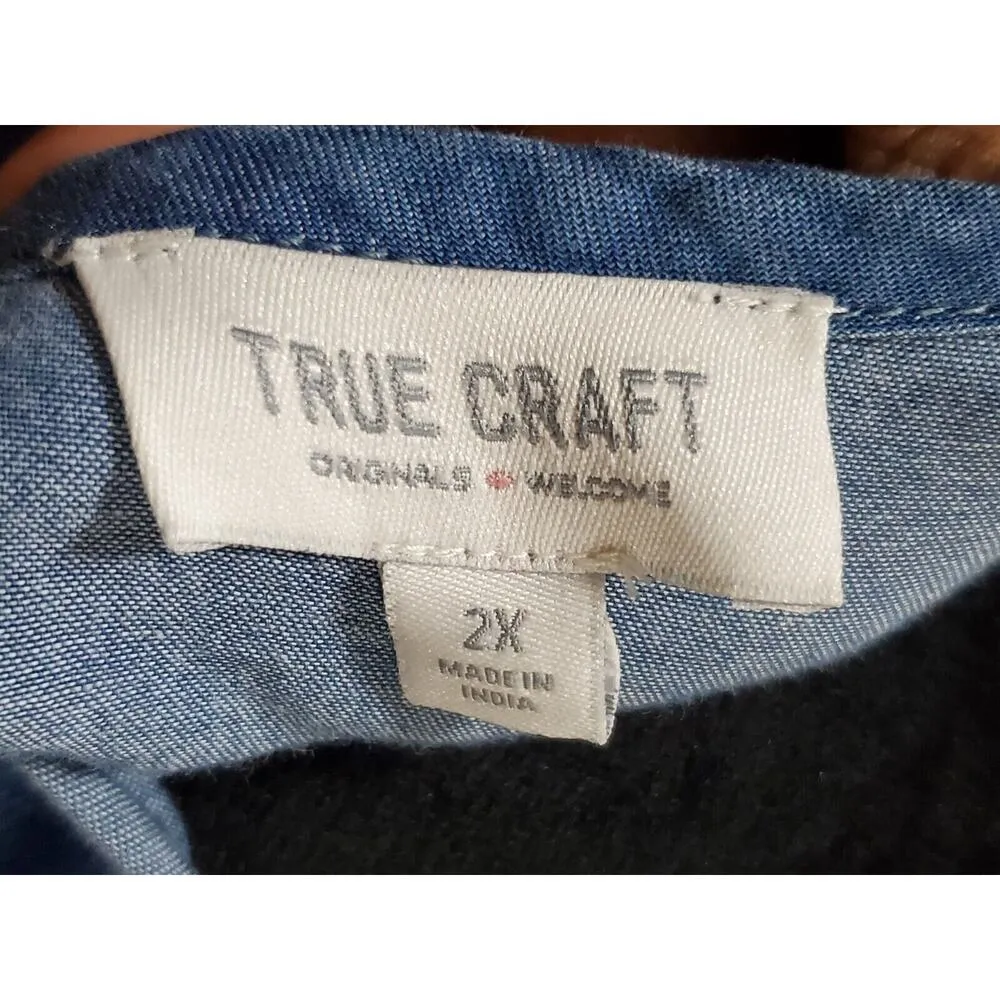 TRUE CRAFT
ORIGINALS * WELCOME
2X
MADE IN
INDIA